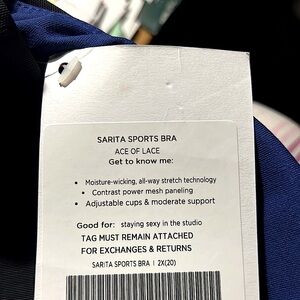 SARITA SPORTS BRA
ACE OF LACE
Get to know me:
• Moisture-wicking, all-way stretch technology
• Contrast power mesh paneling
• Adjustable cups & moderate support
Good for: staying sexy in the studio
TAG MUST REMAIN ATTACHED
FOR EXCHANGES & RETURNS
SARITA SPORTS BRA | 2X(20)